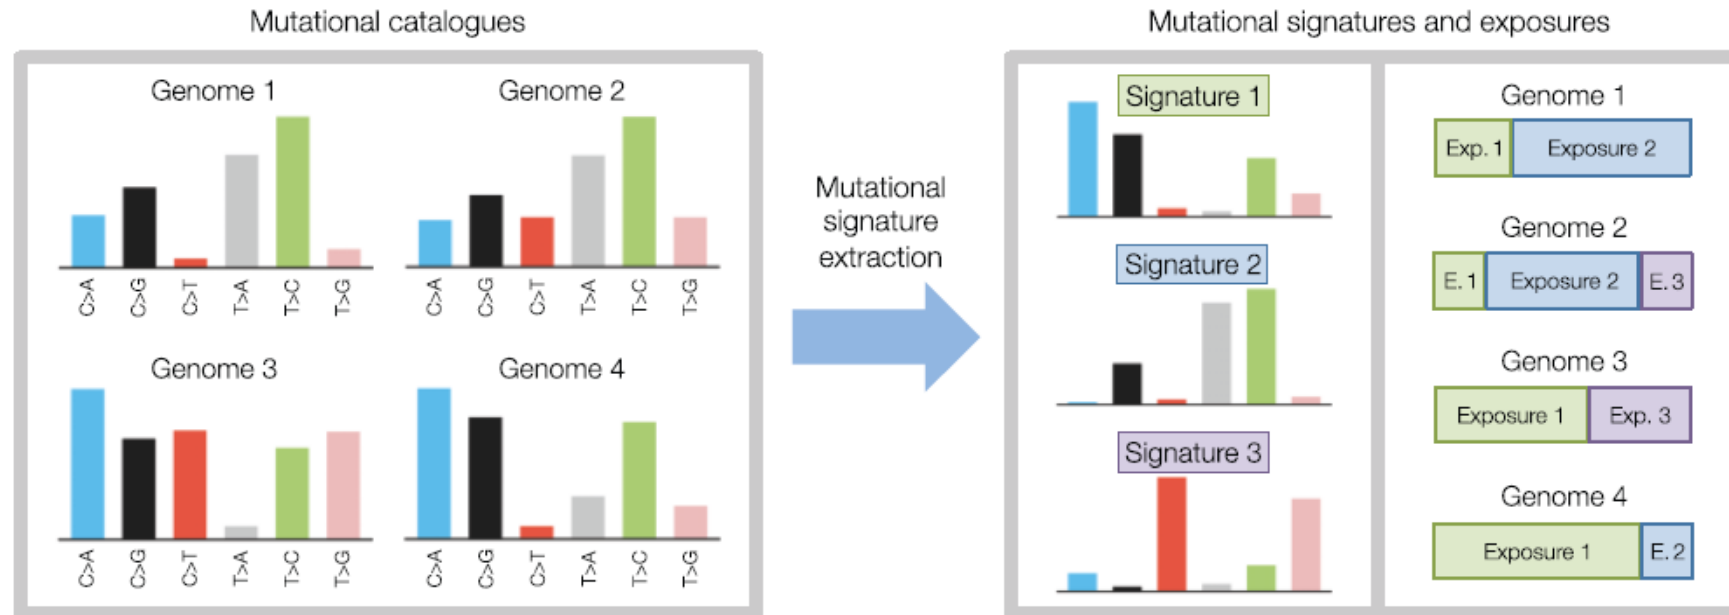 Mutational catalogues
Genome 1
C>A C>G C>T T>A T>C T>G
Genome 2
C>A C>G C>T T>A T>C T>G
Genome 3
C>A C>G C>T T>A T>C T>G
Genome 4
C>A C>G C>T T>A T>C T>G
Mutational
signature
extraction
Mutational signatures and exposures
Signature 1
Signature 2
Signature 3
Genome 1
Exp. 1 Exposure 2
Genome 2
E. 1 Exposure 2 E. 3
Genome 3
Exposure 1 Exp. 3
Genome 4
Exposure 1 E. 2